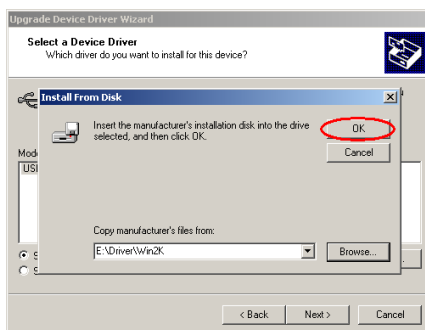 Upgrade Device Driver Wizard
Select a Device Driver
Which driver do you want to install for this device?
Install From Disk
Insert the manufacturer's installation disk into the drive
selected, and then click OK.
OK
Cancel
Mod
USI
Copy manufacturer's files from:
E:\Driver\Win2K
Browse...
S
S
< Back
Next >
Cancel